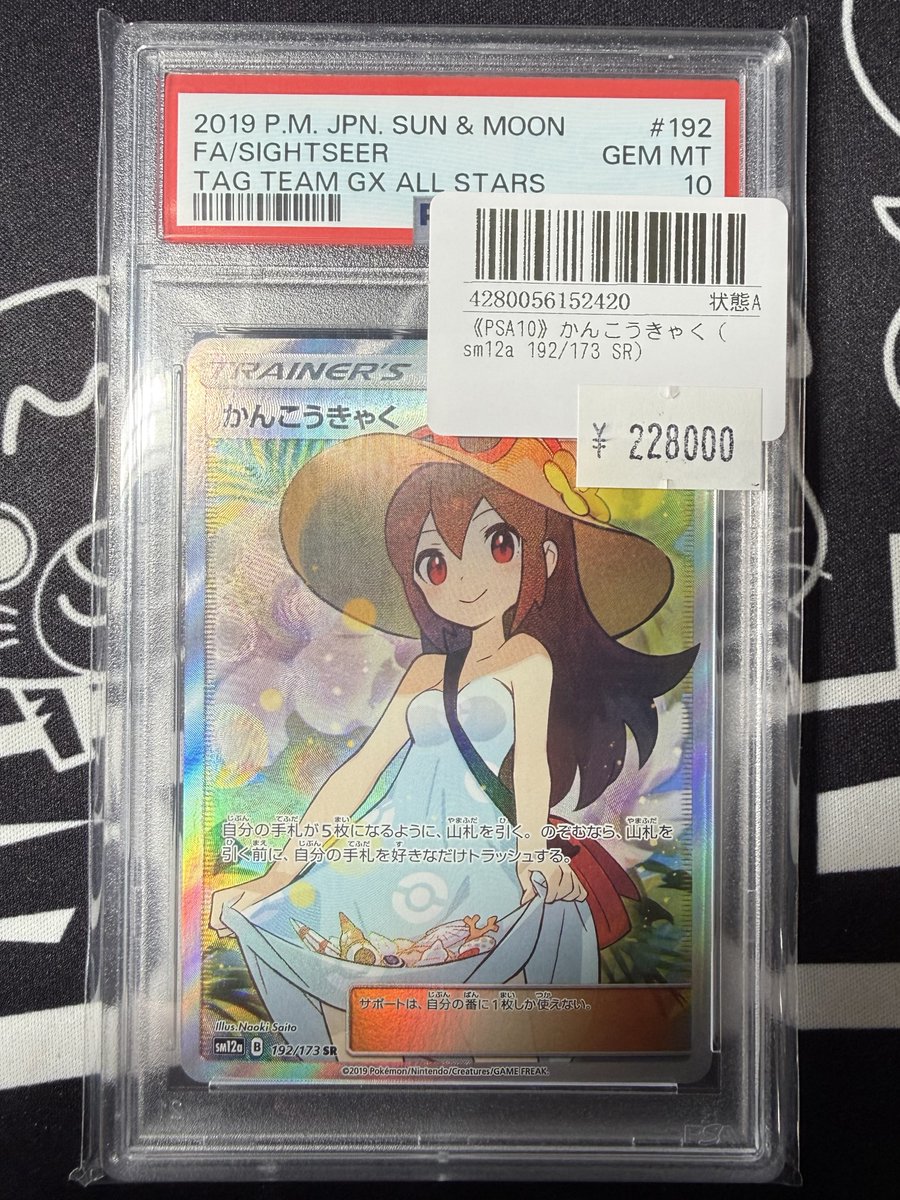 2019 P.M. JPN. SUN & MOON #192
FA/SIGHTSEER GEM MT
TAG TEAM GX ALL STARS 10
4280056152420 状態A
《PSA10》かんこうきゃく (
sm12a 192/173 SR)
¥ 228000
TRAINER'S
かんこうきゃく
自分の手札が5枚になるように、山札を引く。のぞむなら、山札を
引く前に、自分の手札を好きなだけトラッシュする。
サポートは、自分の番に1枚しか使えない。
Illus. Naoki Saito
sm12a B 192/173 SR
©2019 Pokémon/Nintendo/Creatures/GAME FREAK.
PSA